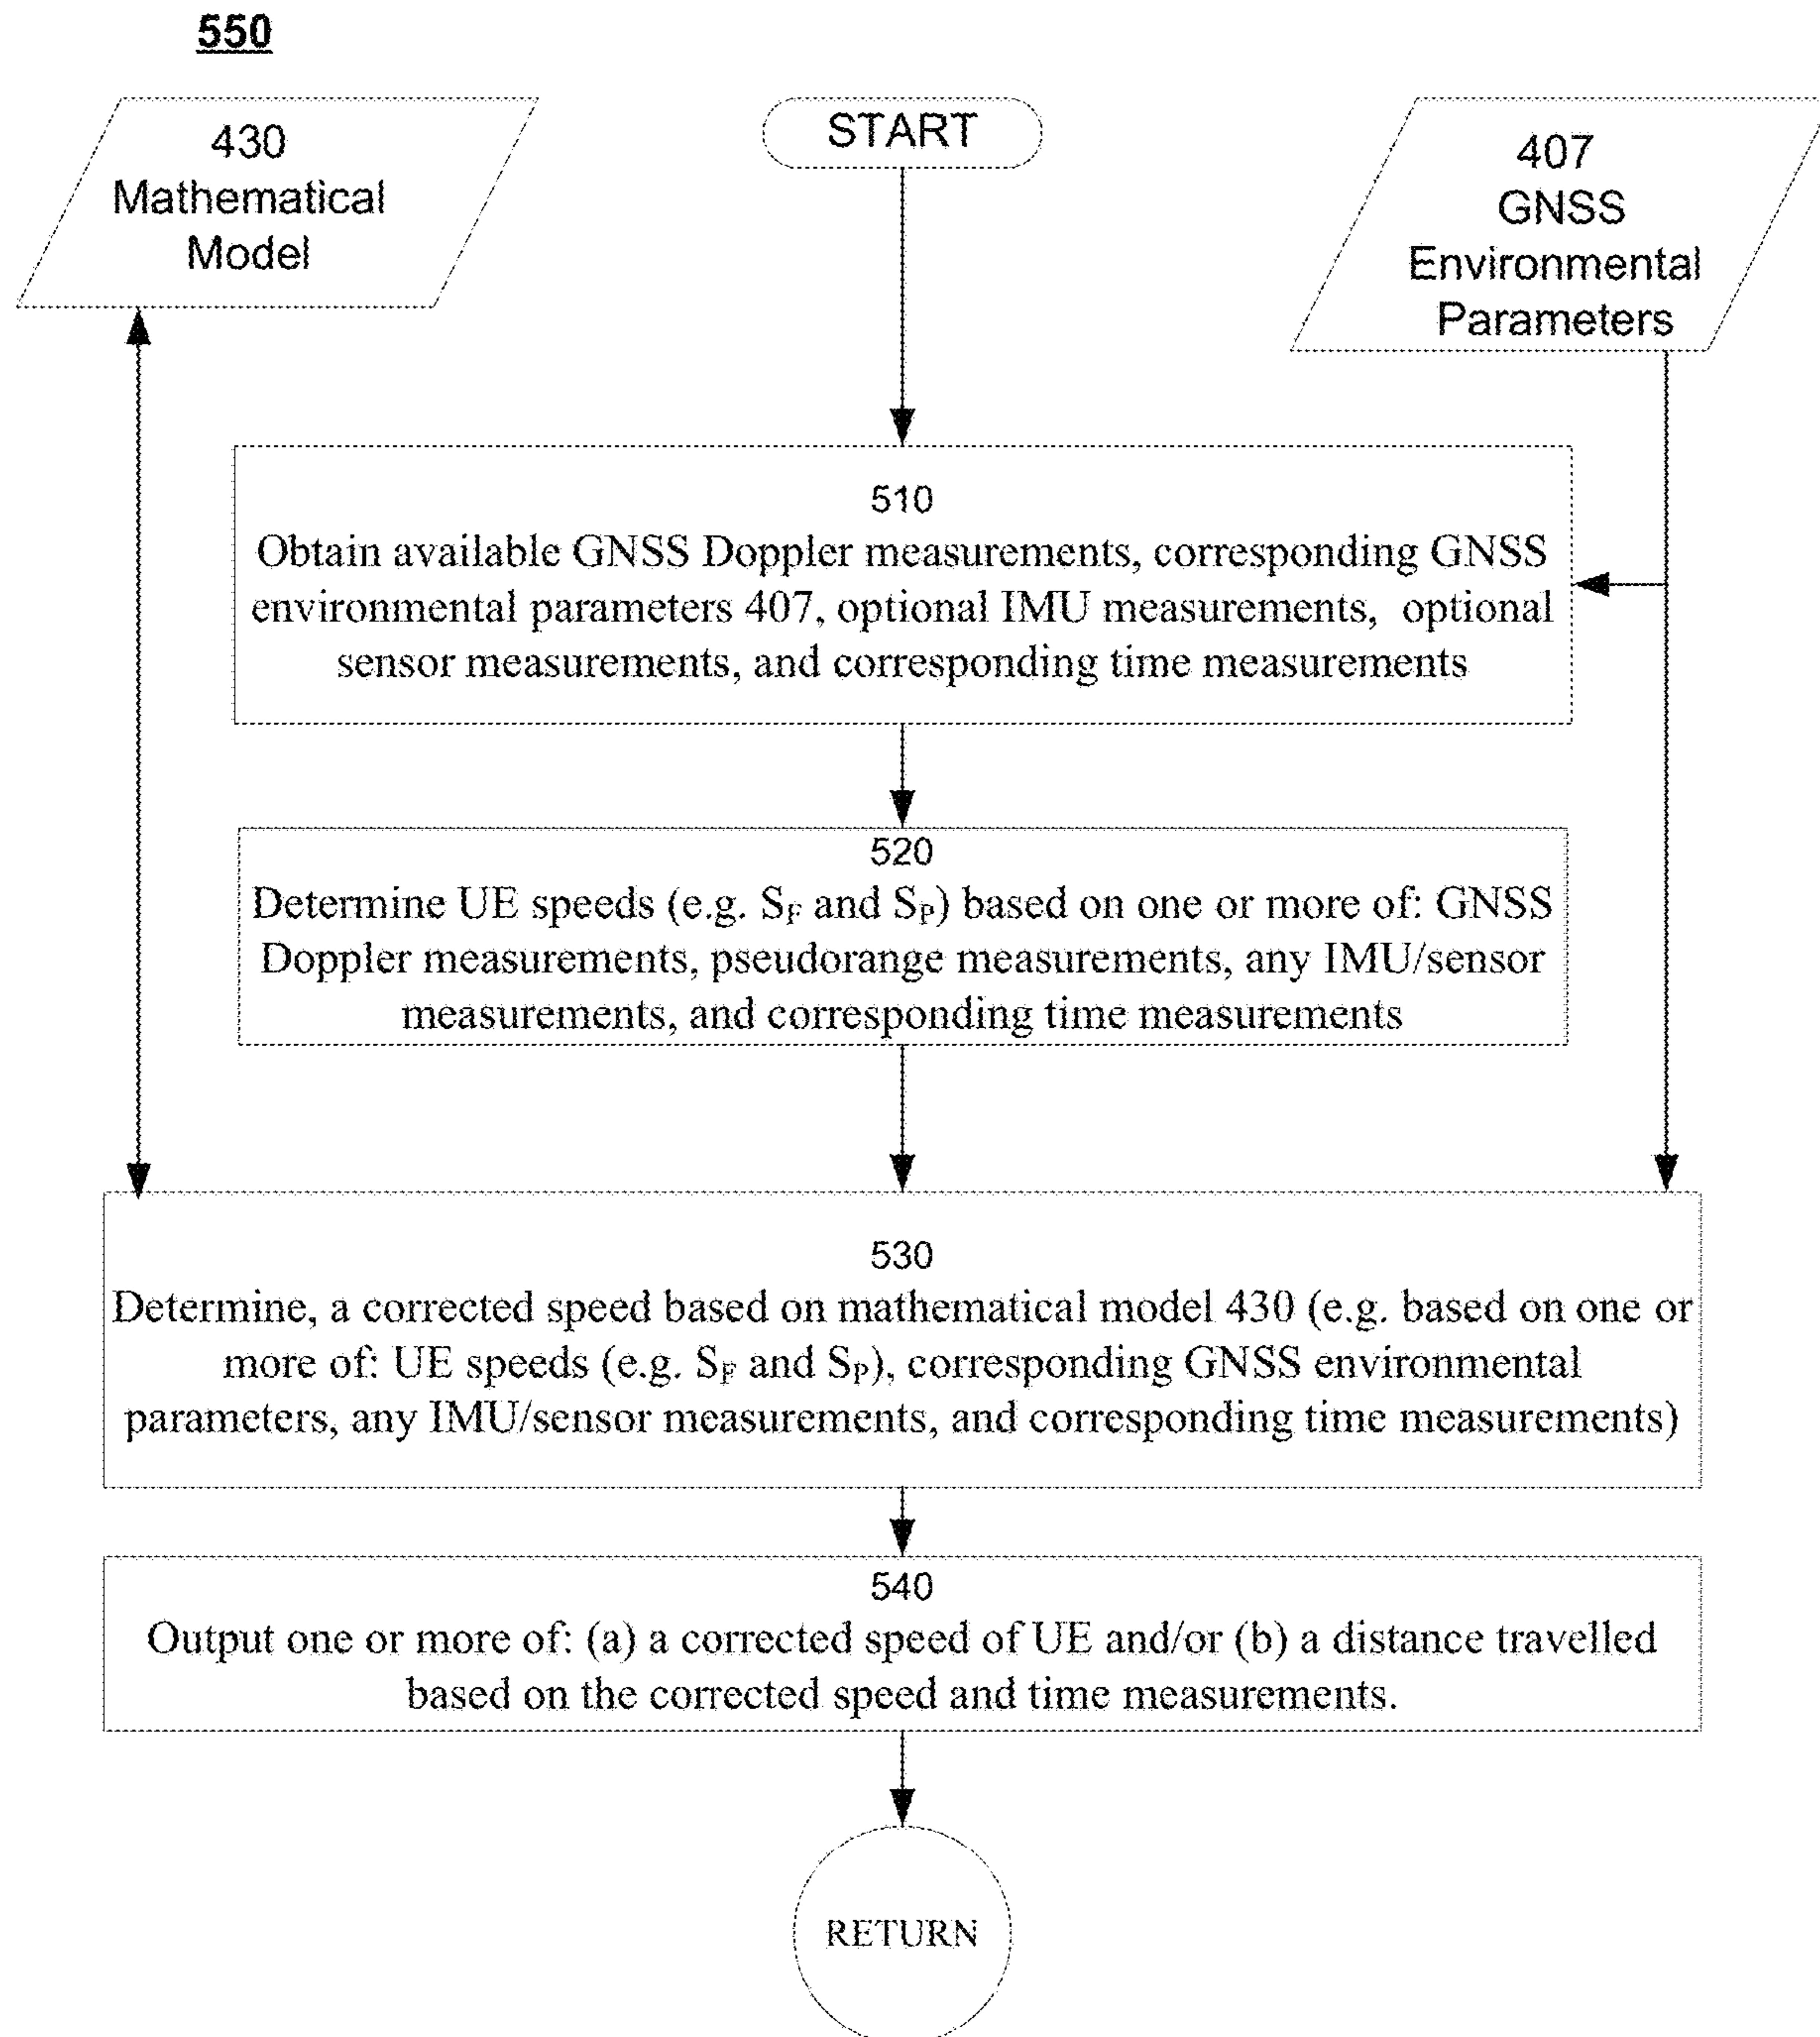 550
430
Mathematical
Model
START
407
GNSS
Environmental
Parameters
510
Obtain available GNSS Doppler measurements, corresponding GNSS
environmental parameters 407, optional IMU measurements, optional
sensor measurements, and corresponding time measurements
520
Determine UE speeds (e.g. SF and SP) based on one or more of: GNSS
Doppler measurements, pseudorange measurements, any IMU/sensor
measurements, and corresponding time measurements
530
Determine, a corrected speed based on mathematical model 430 (e.g. based on one or
more of: UE speeds (e.g. SF and SP), corresponding GNSS environmental
parameters, any IMU/sensor measurements, and corresponding time measurements)
540
Output one or more of: (a) a corrected speed of UE and/or (b) a distance travelled
based on the corrected speed and time measurements.
RETURN